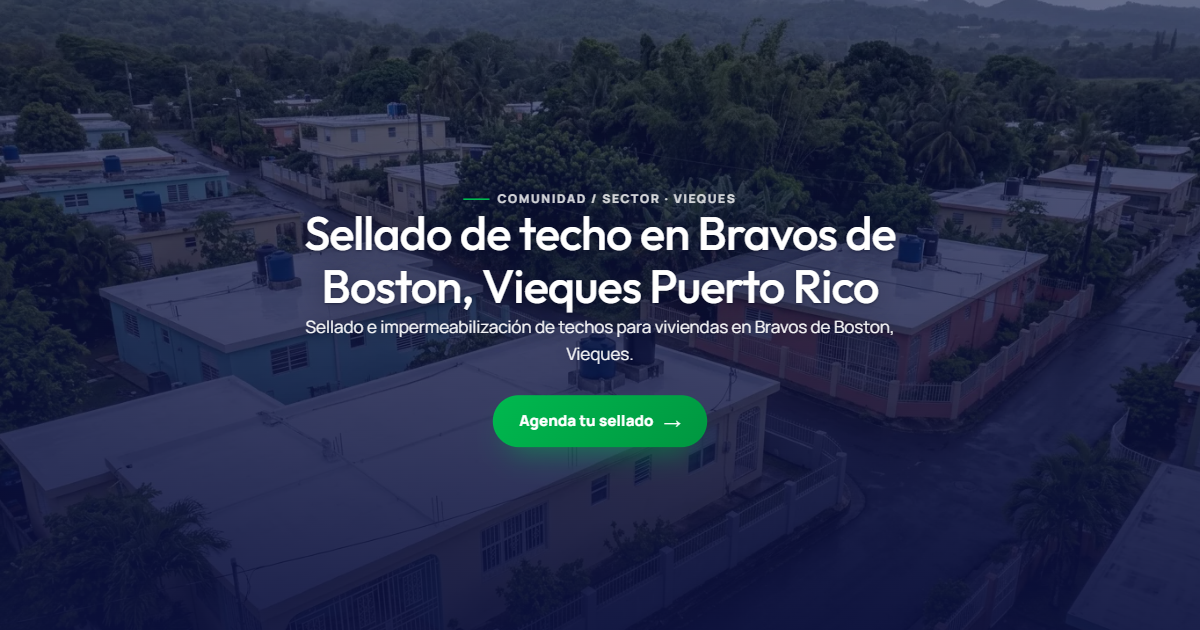 COMUNIDAD / SECTOR · VIEQUES
Sellado de techo en Bravos de
Boston, Vieques Puerto Rico
Sellado e impermeabilización de techos para viviendas en Bravos de Boston,
Vieques.
Agenda tu sellado →